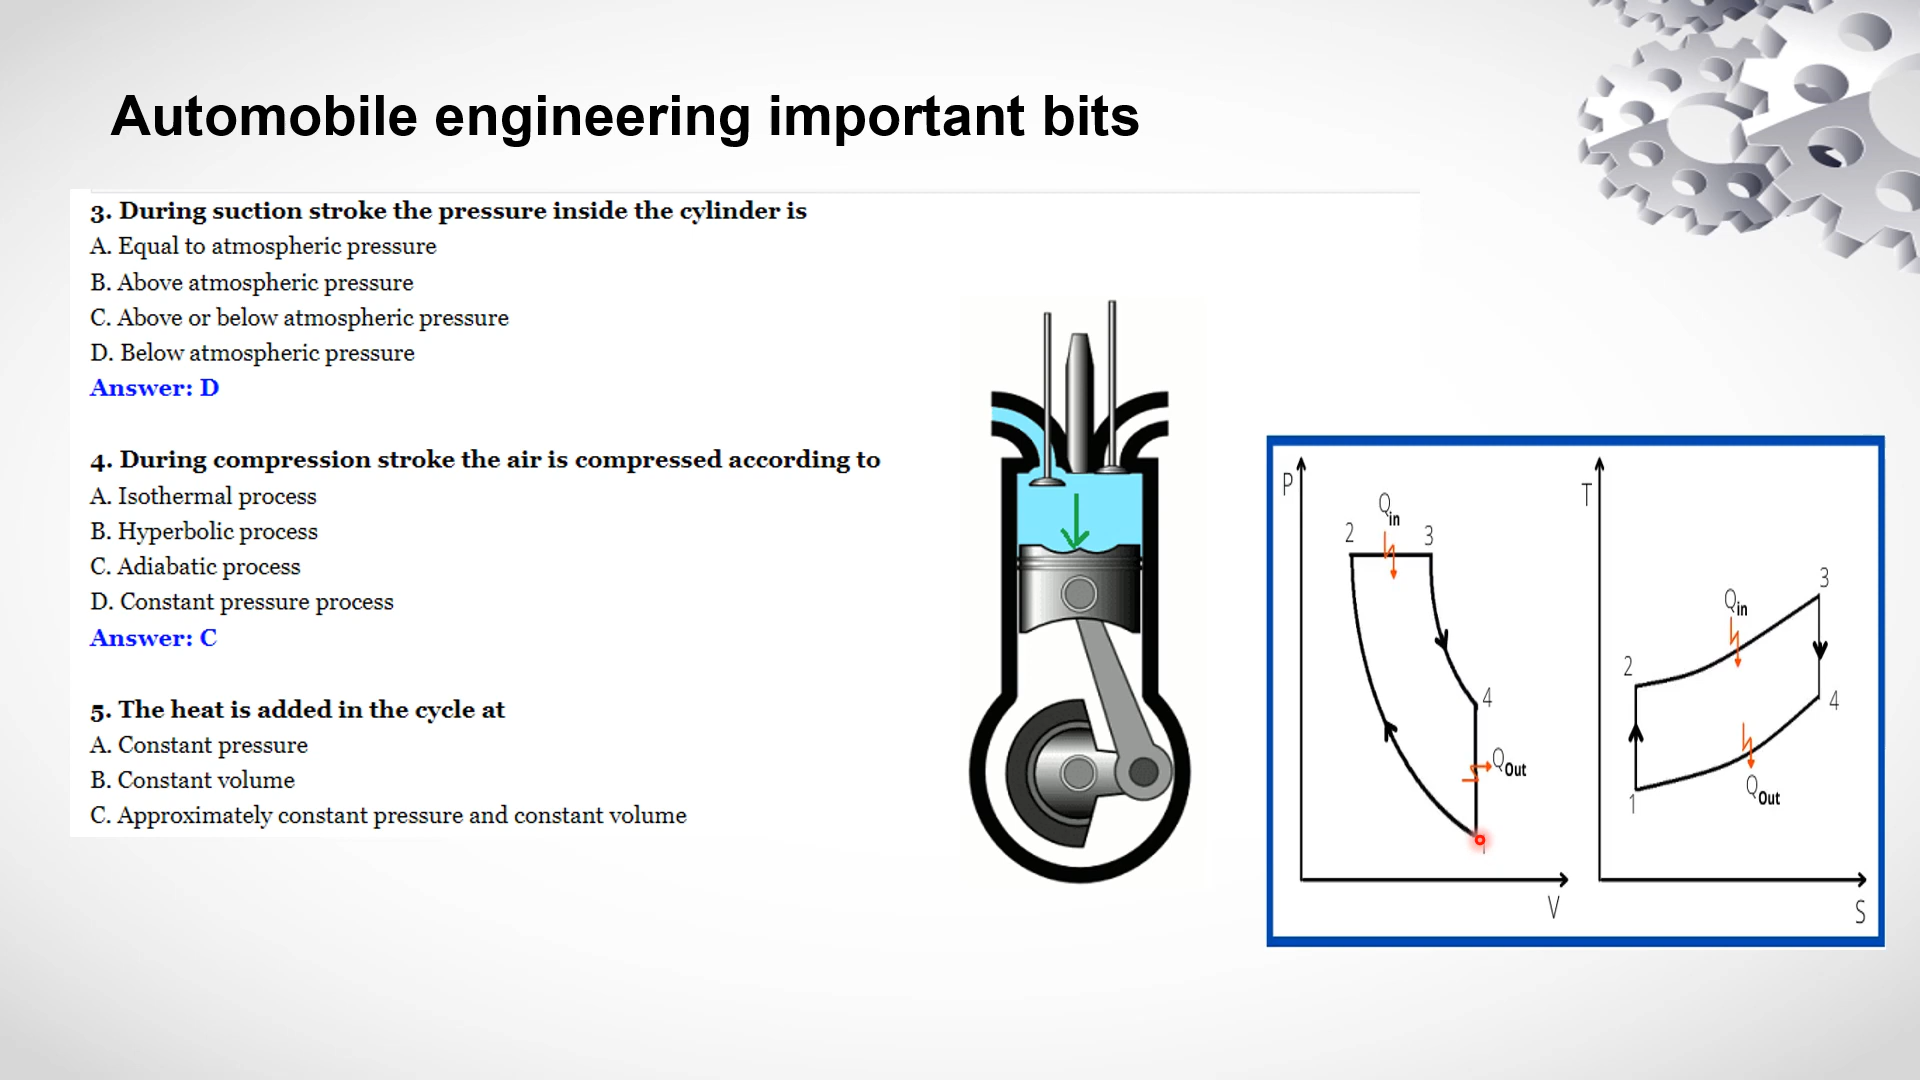 Automobile engineering important bits
3. During suction stroke the pressure inside the cylinder is
A. Equal to atmospheric pressure
B. Above atmospheric pressure
C. Above or below atmospheric pressure
D. Below atmospheric pressure
Answer: D
4. During compression stroke the air is compressed according to
A. Isothermal process
B. Hyperbolic process
C. Adiabatic process
D. Constant pressure process
Answer: C
5. The heat is added in the cycle at
A. Constant pressure
B. Constant volume
C. Approximately constant pressure and constant volume
P
Qin
2
3
4
QOut
V
T
Qin
3
2
4
1
QOut
S